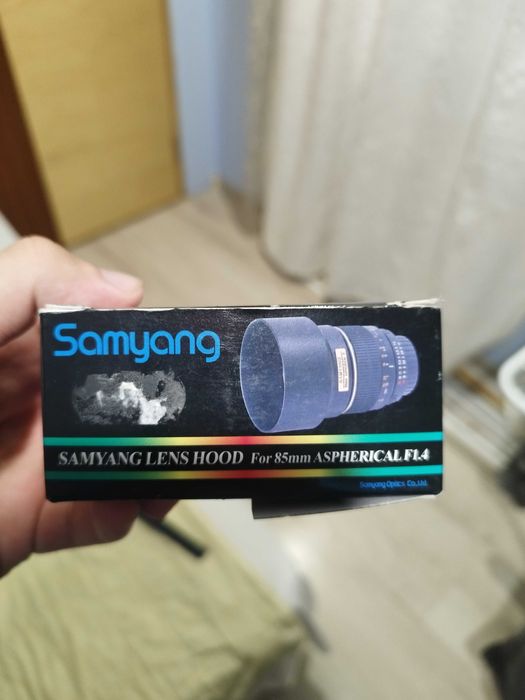 Samyang
SAMYANG LENS HOOD For 85mm ASPHERICAL F1.4
Samyang Optics Co., Ltd.